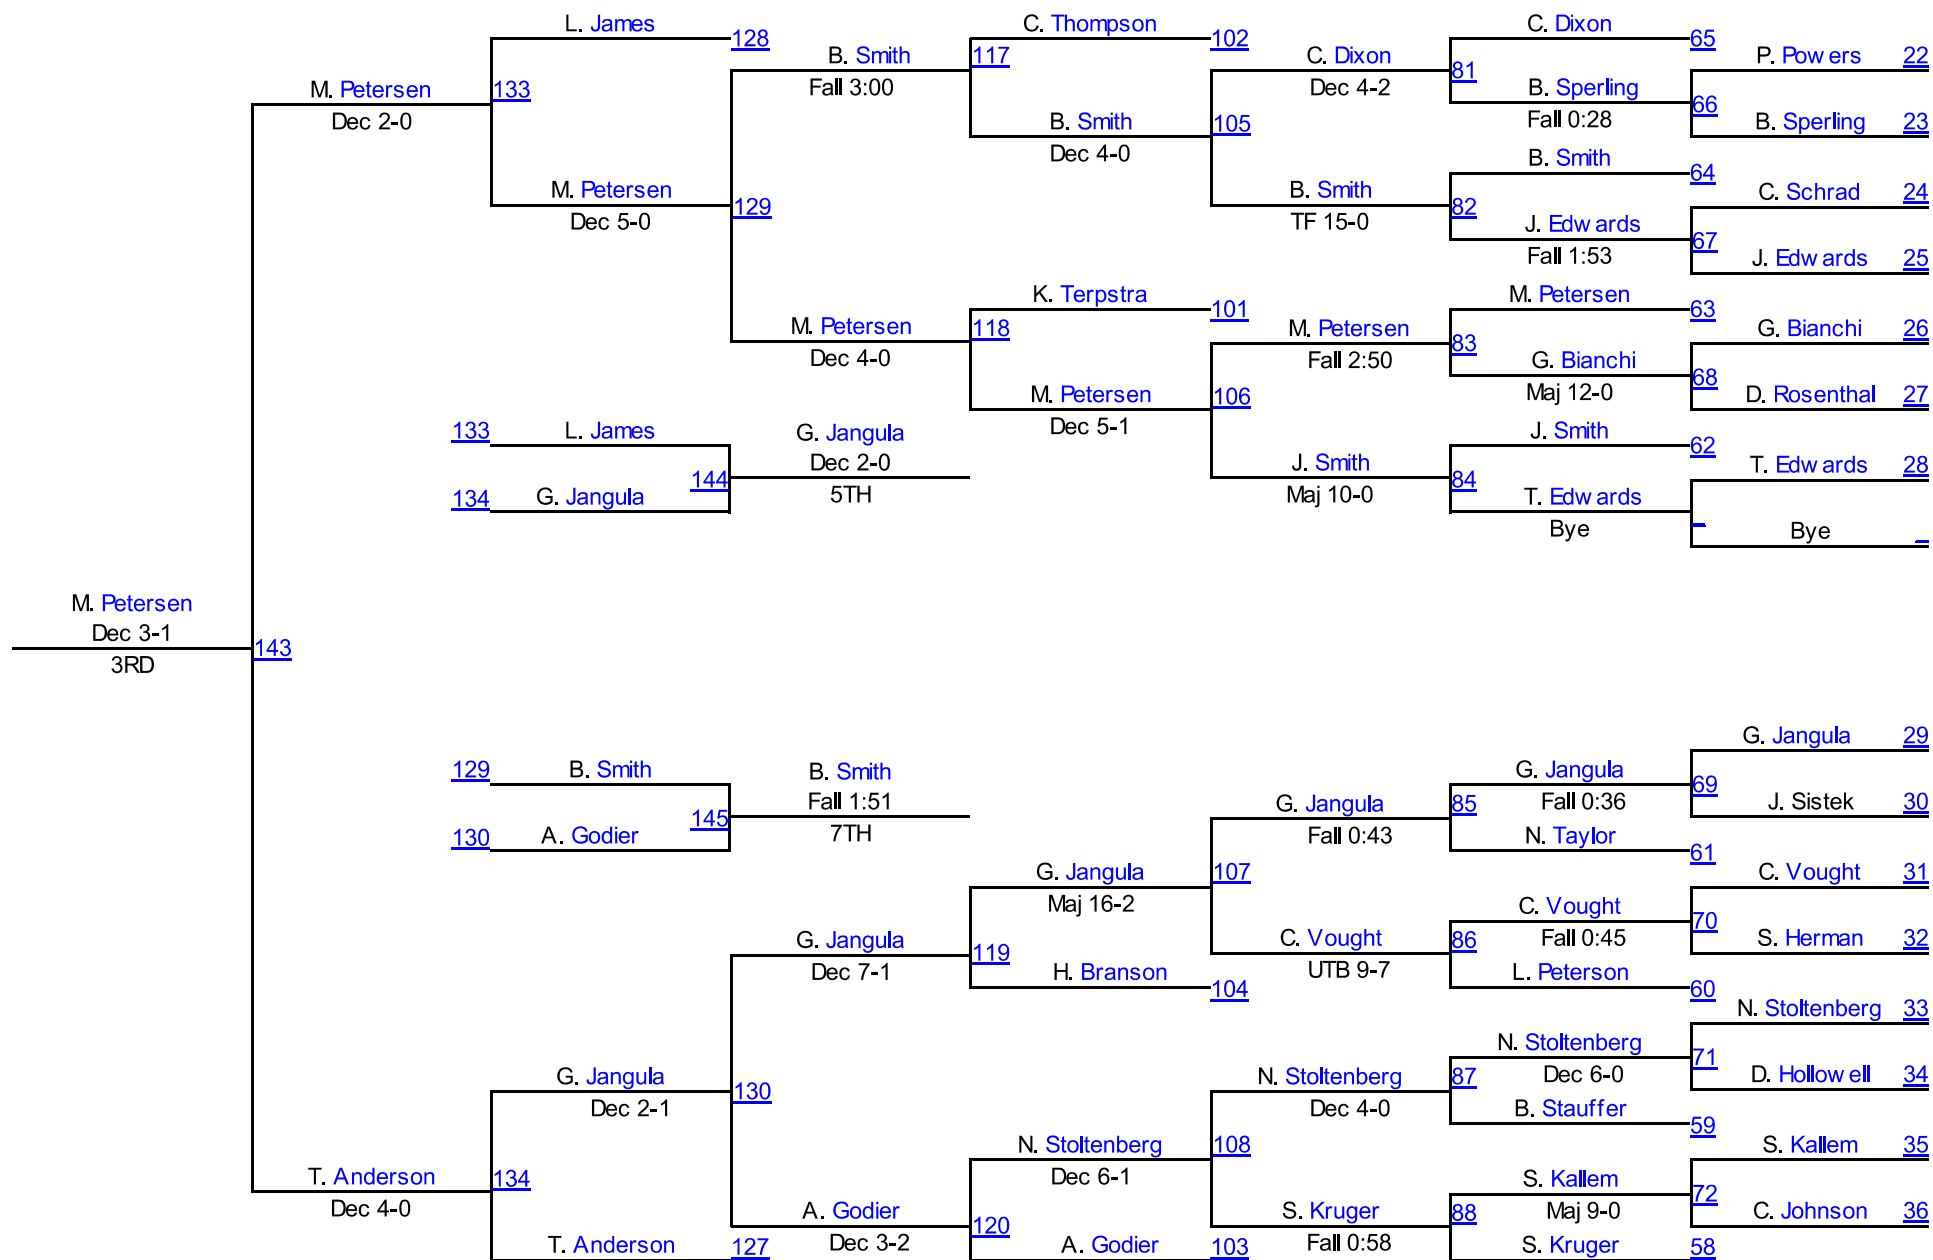 L. James
128
M. Petersen
Dec 2-0
133
M. Petersen
Dec 5-0
129
B. Smith
Fall 3:00
117
C. Thompson
102
B. Smith
Dec 4-0
105
C. Dixon
Dec 4-2
81
C. Dixon
65
B. Sperling
Fall 0:28
66
P. Powers 22
B. Sperling 23
B. Smith
TF 15-0
82
B. Smith
64
J. Edwards
Fall 1:53
67
C. Schrad 24
J. Edwards 25
M. Petersen
Dec 4-0
118
K. Terpstra
101
M. Petersen
Dec 5-1
106
M. Petersen
Fall 2:50
83
M. Petersen
63
G. Bianchi
Maj 12-0
68
G. Bianchi 26
D. Rosenthal 27
J. Smith
Maj 10-0
84
J. Smith
62
T. Edwards
Bye
T. Edwards 28
Bye
133 L. James
134 G. Jangula
144
G. Jangula
Dec 2-0
5TH
M. Petersen
Dec 3-1
3RD
143
129 B. Smith
130 A. Godier
145
B. Smith
Fall 1:51
7TH
G. Jangula
Maj 16-2
107
G. Jangula
Fall 0:43
85
G. Jangula
Fall 0:36
69
G. Jangula 29
J. Sistek 30
N. Taylor
61
C. Vought
UTB 9-7
86
C. Vought
Fall 0:45
70
C. Vought 31
S. Herman 32
L. Peterson
60
G. Jangula
Dec 7-1
119
H. Branson
104
G. Jangula
Dec 2-1
130
T. Anderson
Dec 4-0
134
T. Anderson 127
A. Godier
Dec 3-2
120
N. Stoltenberg
Dec 6-1
108
N. Stoltenberg
Dec 4-0
87
N. Stoltenberg
Dec 6-0
71
N. Stoltenberg 33
D. Hollowell 34
B. Stauffer
59
S. Kruger
Fall 0:58
88
S. Kallem
Maj 9-0
72
S. Kallem 35
C. Johnson 36
A. Godier 103
S. Kruger 58